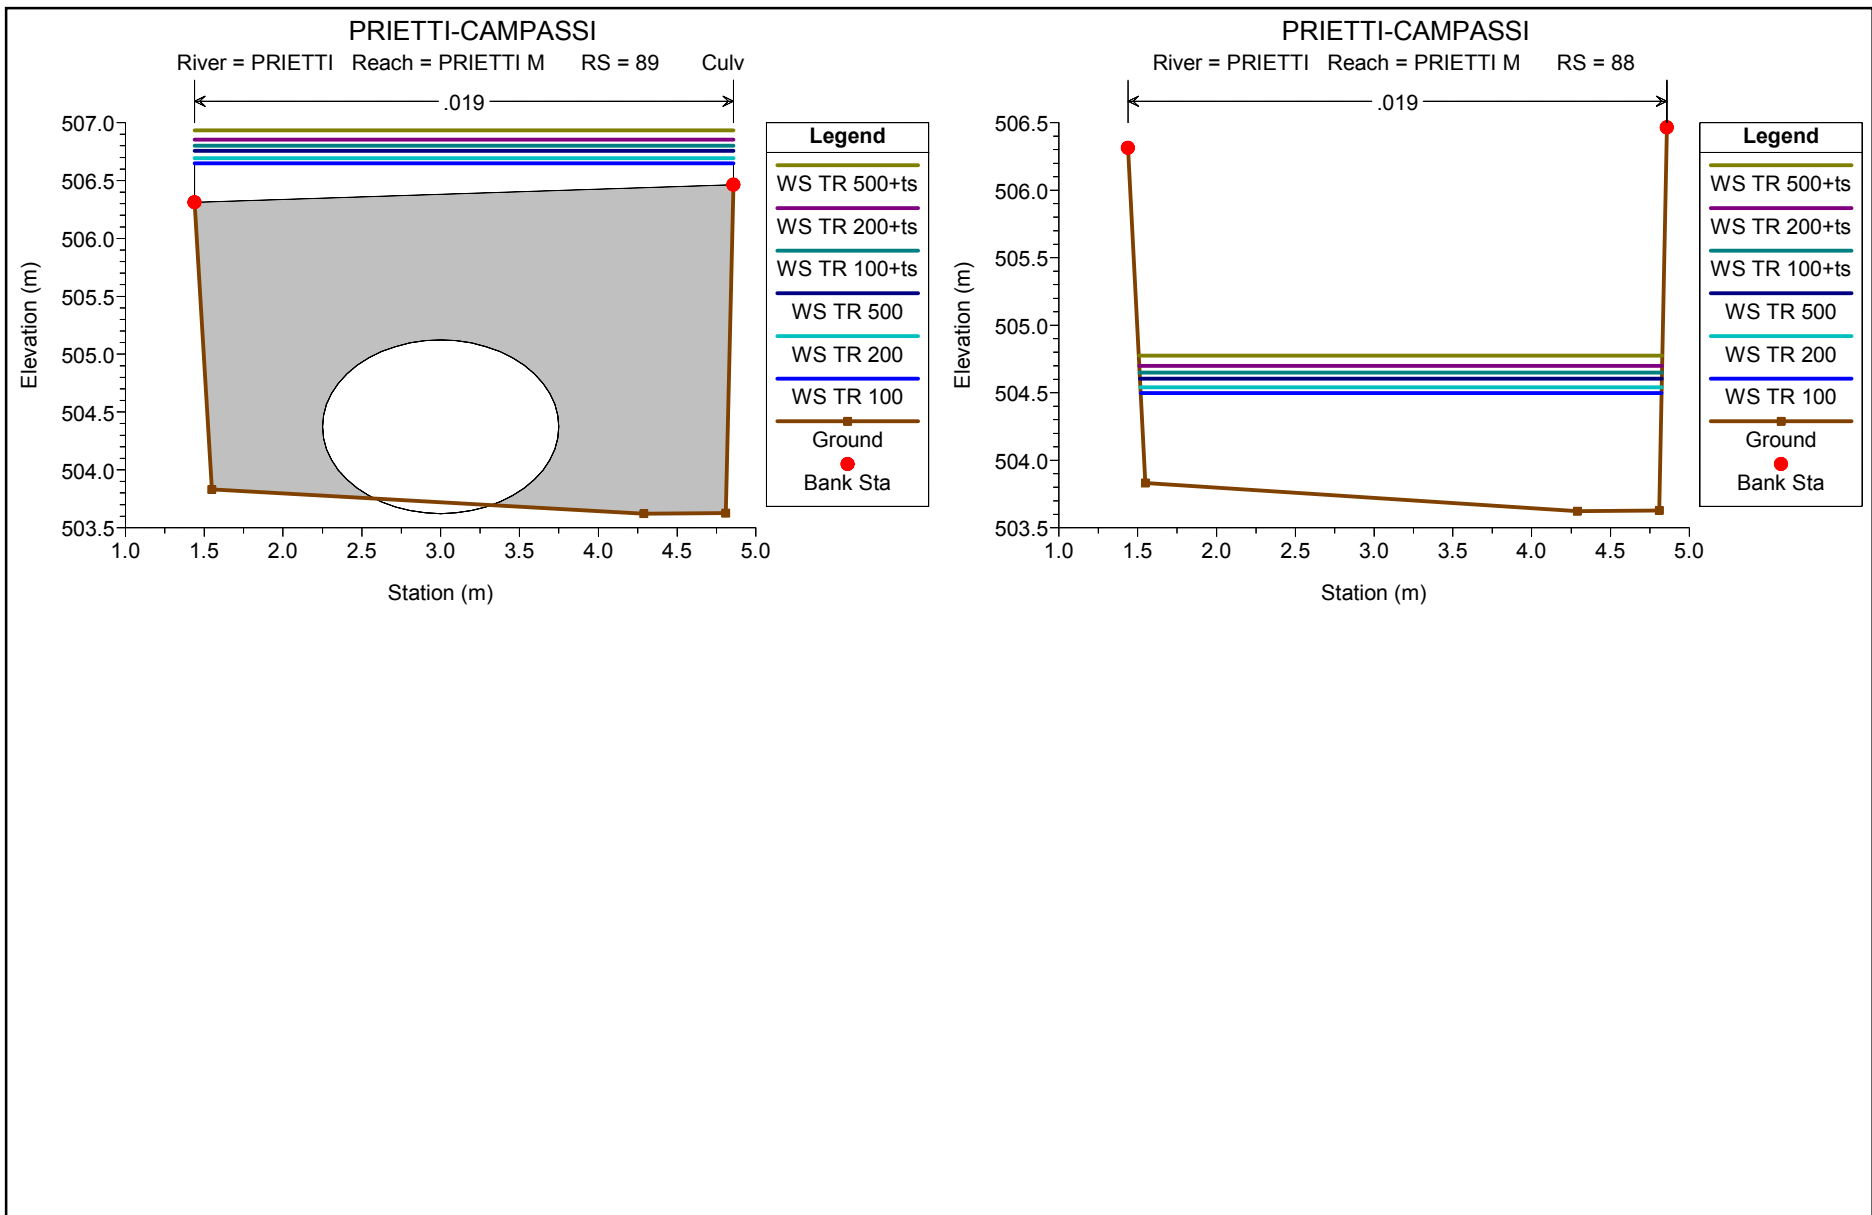 PRIETTI-CAMPASSI
River = PRIETTI Reach = PRIETTI M RS = 89 Culv
.019
507.0
506.5
506.0
505.5
505.0
504.5
504.0
503.5
Elevation (m)
1.0 1.5 2.0 2.5 3.0 3.5 4.0 4.5 5.0
Station (m)
Legend
WS TR 500+ts
WS TR 200+ts
WS TR 100+ts
WS TR 500
WS TR 200
WS TR 100
Ground
Bank Sta
PRIETTI-CAMPASSI
River = PRIETTI Reach = PRIETTI M RS = 88
.019
506.5
506.0
505.5
505.0
504.5
504.0
503.5
Elevation (m)
1.0 1.5 2.0 2.5 3.0 3.5 4.0 4.5 5.0
Station (m)
Legend
WS TR 500+ts
WS TR 200+ts
WS TR 100+ts
WS TR 500
WS TR 200
WS TR 100
Ground
Bank Sta